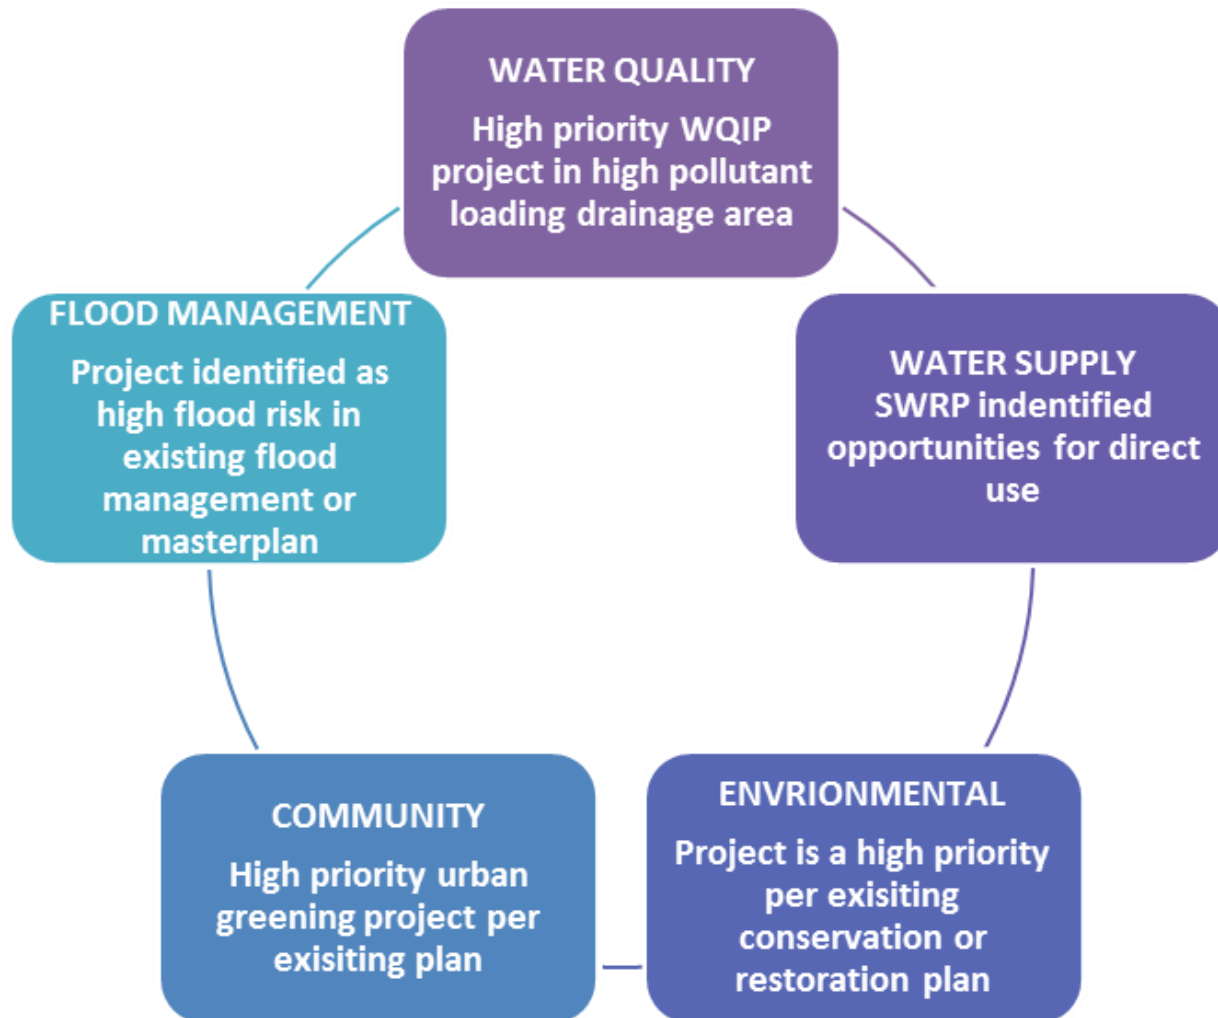 WATER QUALITY
High priority WQIP
project in high pollutant
loading drainage area
FLOOD MANAGEMENT
Project identified as
high flood risk in
existing flood
management or
masterplan
WATER SUPPLY
SWRP indentified
opportunities for direct
use
COMMUNITY
High priority urban
greening project per
exisiting plan
ENVRIONMENTAL
Project is a high priority
per exisiting
conservation or
restoration plan